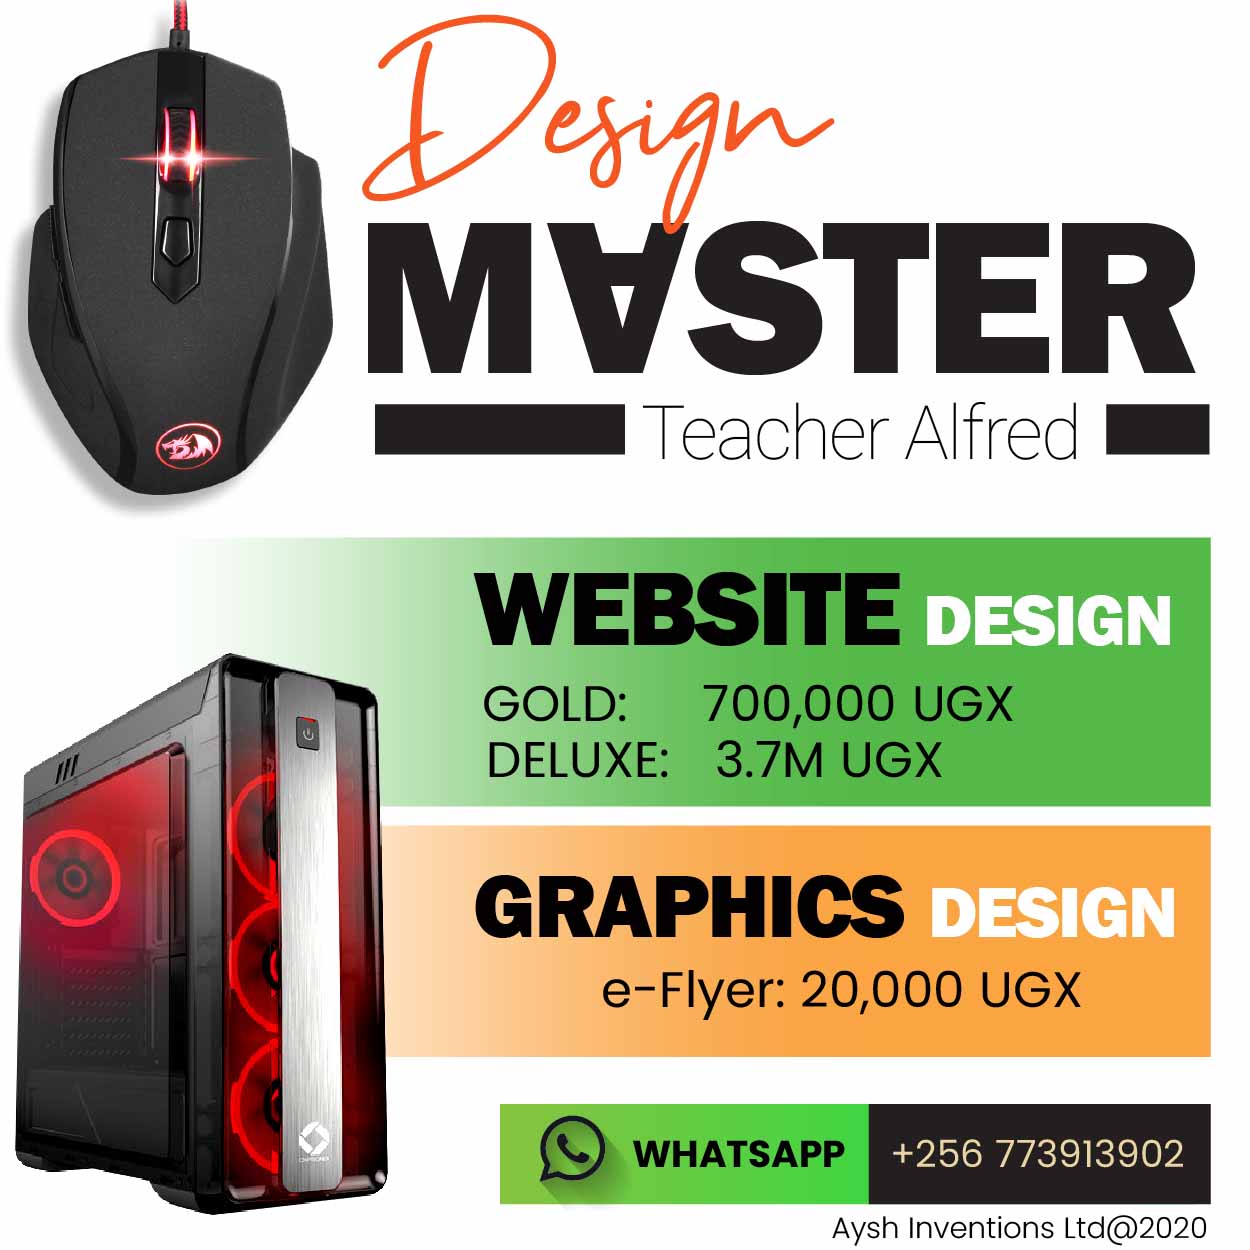 Design
MASTER
Teacher Alfred
WEBSITE DESIGN
GOLD: 700,000 UGX
DELUXE: 3.7M UGX
GRAPHICS DESIGN
e-Flyer: 20,000 UGX
WHATSAPP +256 773913902
Aysh Inventions Ltd@2020